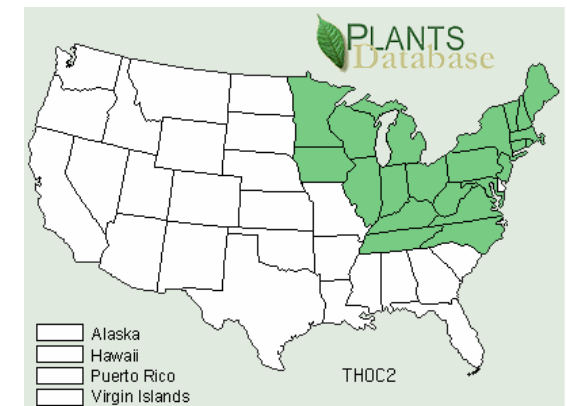 PLANTS
Database
Alaska
Hawaii
Puerto Rico
THOC2
Virgin Islands